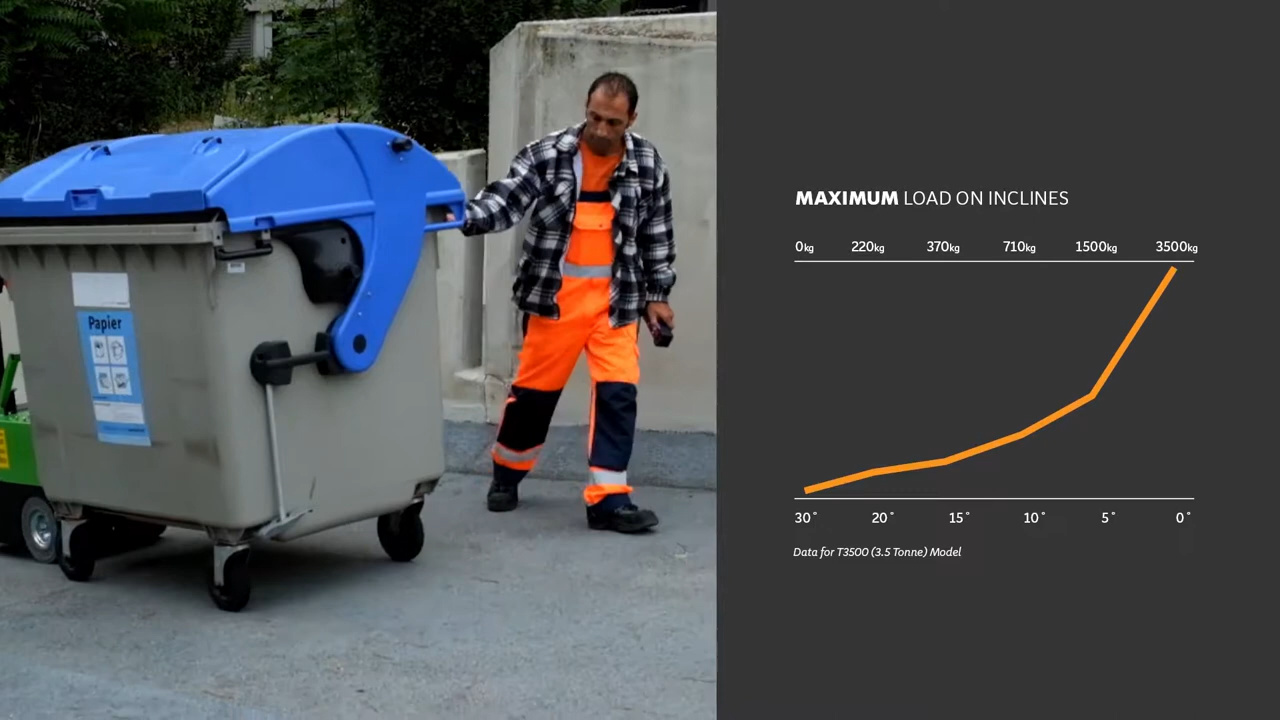 Papier
MAXIMUM LOAD ON INCLINES
0kg 220kg 370kg 710kg 1500kg 3500kg
30° 20° 15° 10° 5° 0°
Data for T3500 (3.5 Tonne) Model